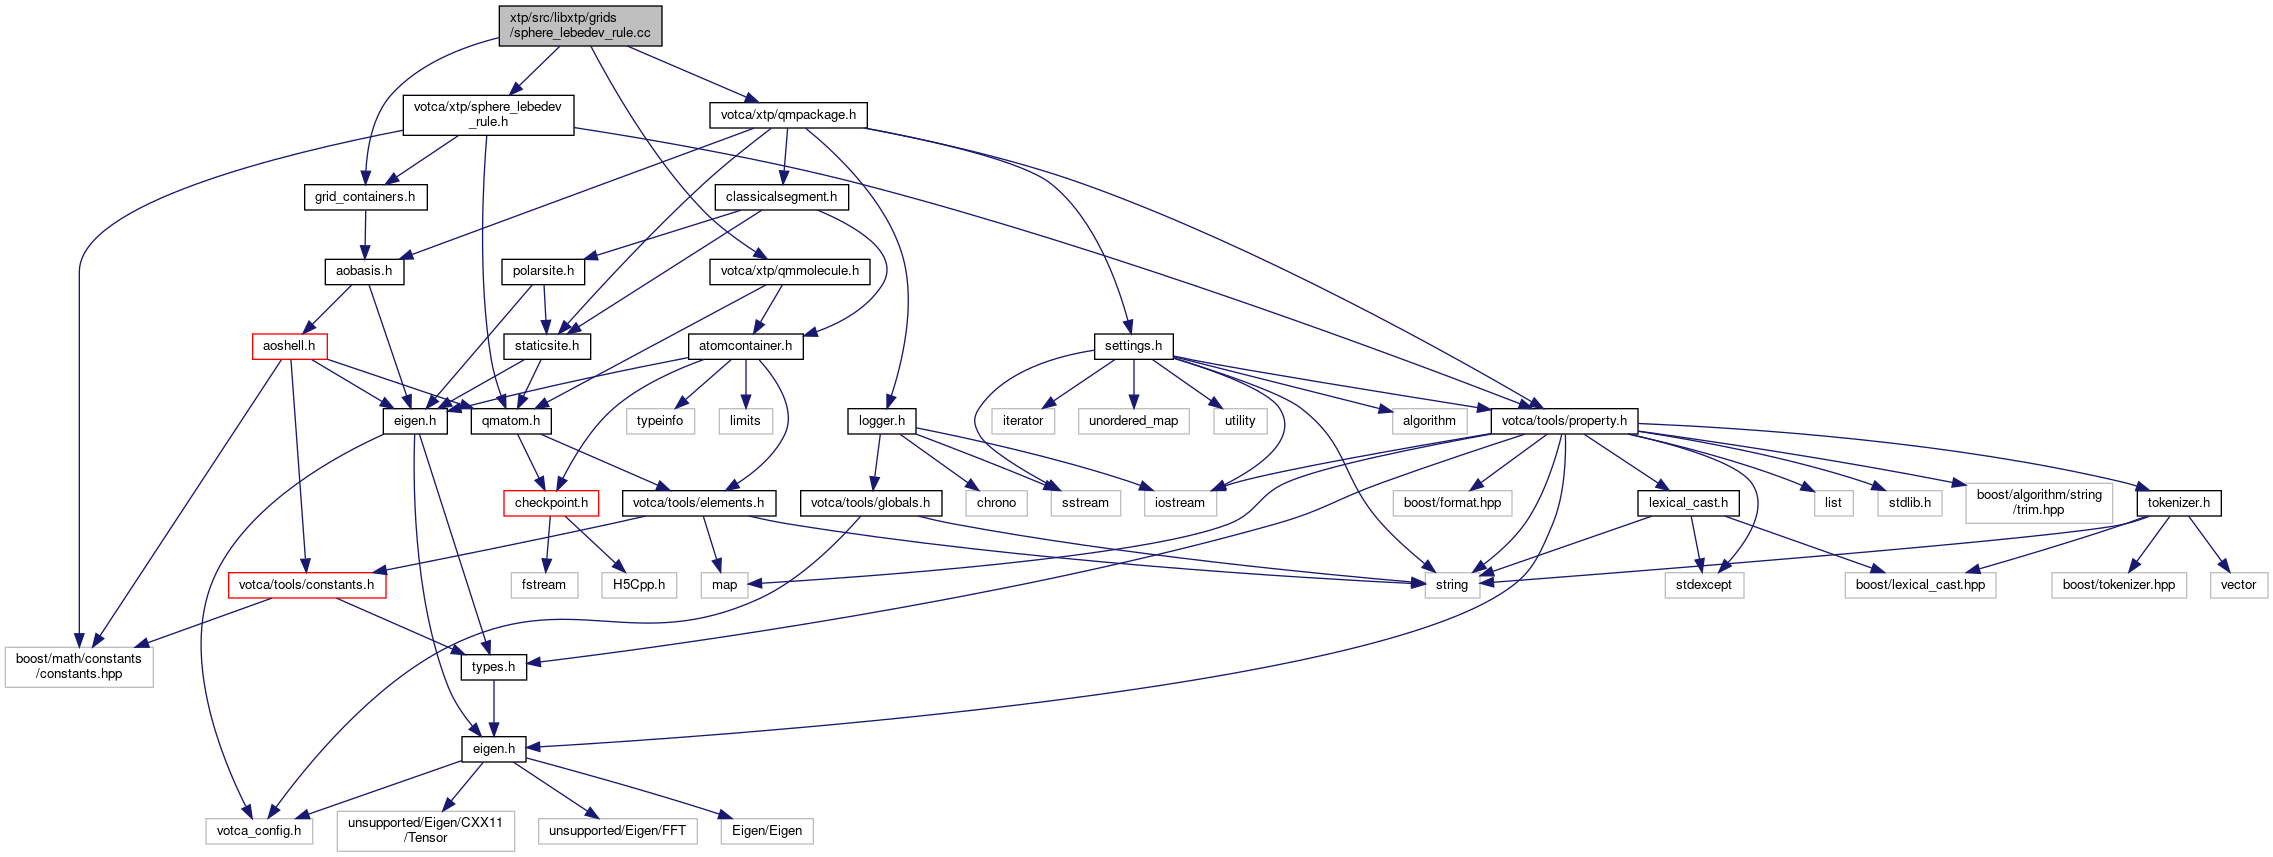 xtp/src/libxtp/grids
/sphere_lebedev_rule.cc
votca/xtp/sphere_lebedev
_rule.h
votca/xtp/qmpackage.h
grid_containers.h
classicalsegment.h
aobasis.h
polarsite.h
votca/xtp/qmmolecule.h
aoshell.h
staticsite.h
atomcontainer.h
settings.h
eigen.h
qmatom.h
typeinfo
limits
logger.h
iterator
unordered_map
utility
algorithm
votca/tools/property.h
checkpoint.h
votca/tools/elements.h
votca/tools/globals.h
chrono
sstream
iostream
boost/format.hpp
lexical_cast.h
list
stdlib.h
boost/algorithm/string
/trim.hpp
tokenizer.h
votca/tools/constants.h
fstream
H5Cpp.h
map
string
stdexcept
boost/lexical_cast.hpp
boost/tokenizer.hpp
vector
boost/math/constants
/constants.hpp
types.h
eigen.h
votca_config.h
unsupported/Eigen/CXX11
/Tensor
unsupported/Eigen/FFT
Eigen/Eigen